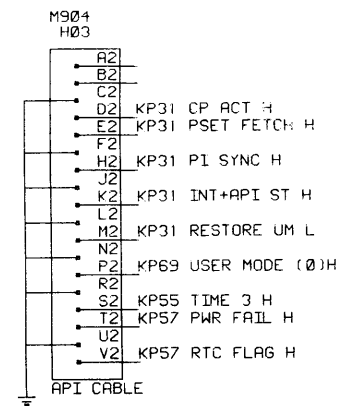 M904
H03
A2
B2
C2
D2 KP31 CP ACT H
E2 KP31 PSET FETCH H
F2
H2 KP31 PI SYNC H
J2
K2 KP31 INT+API ST H
L2
M2 KP31 RESTORE UM L
N2
P2 KP69 USER MODE (0)H
R2
S2 KP55 TIME 3 H
T2 KP57 PWR FAIL H
U2
V2 KP57 RTC FLAG H
API CABLE